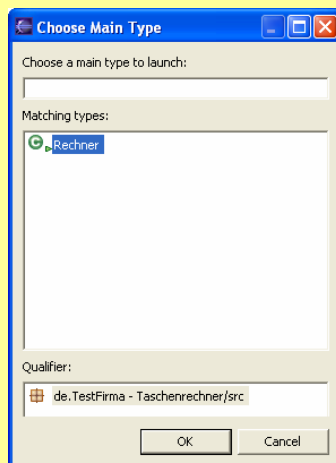 Choose Main Type
Choose a main type to launch:
Matching types:
Rechner
Qualifier:
de.TestFirma - Taschenrechner/src
OK
Cancel